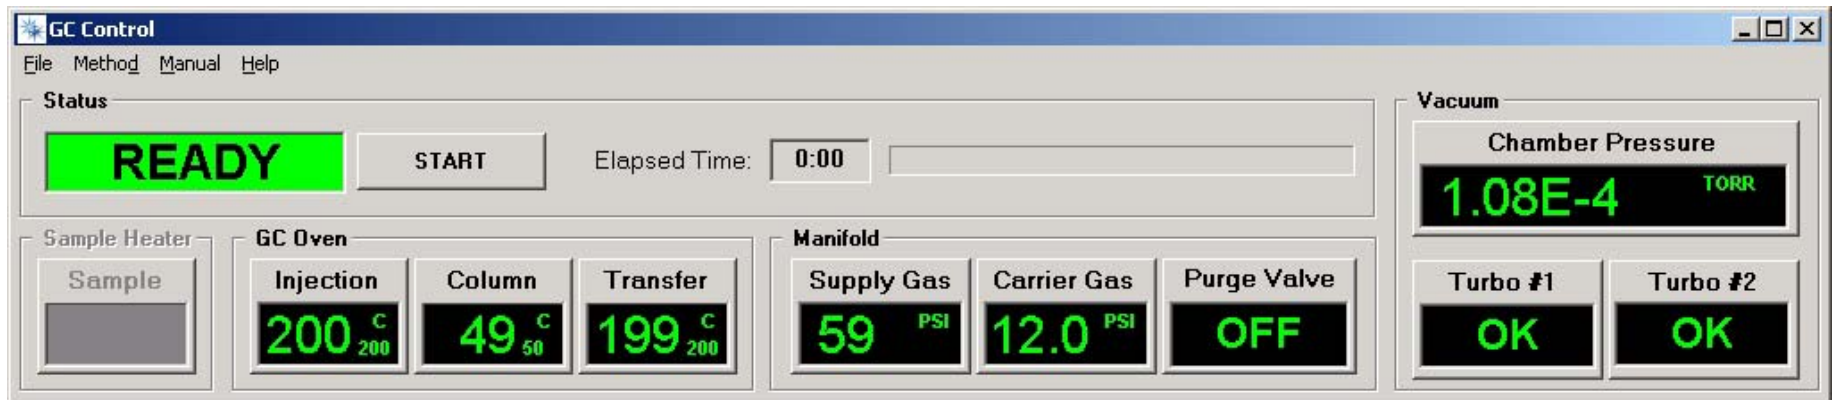 GC Control
File Method Manual Help
Status
READY
START
Elapsed Time:
0:00
Sample Heater
Sample
GC Oven
Injection
200 C 200
Column
49 C 50
Transfer
199 C 200
Manifold
Supply Gas
59 PSI
Carrier Gas
12.0 PSI
Purge Valve
OFF
Vacuum
Chamber Pressure
1.08E-4 TORR
Turbo #1
OK
Turbo #2
OK